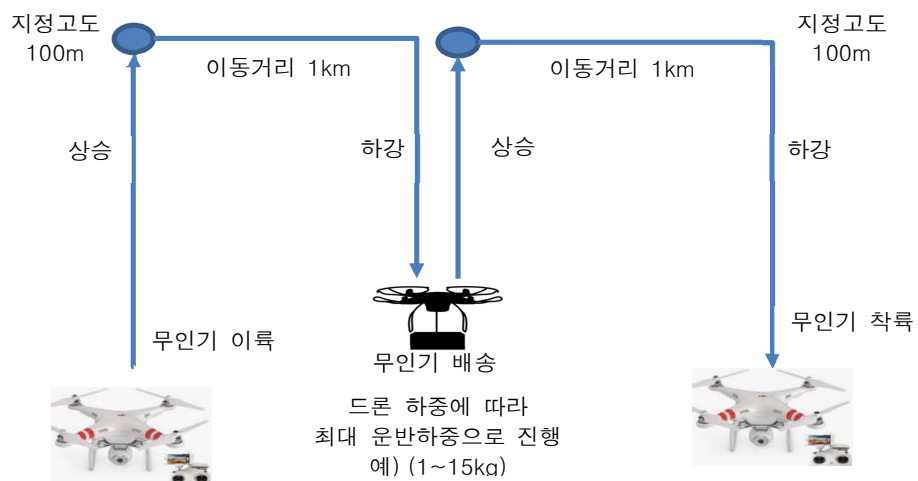 지정고도
100m
이동거리 1km
상승
하강
무인기 이륙
무인기 배송
드론 하중에 따라
최대 운반하중으로 진행
예) (1~15kg)
상승
이동거리 1km
지정고도
100m
하강
무인기 착륙